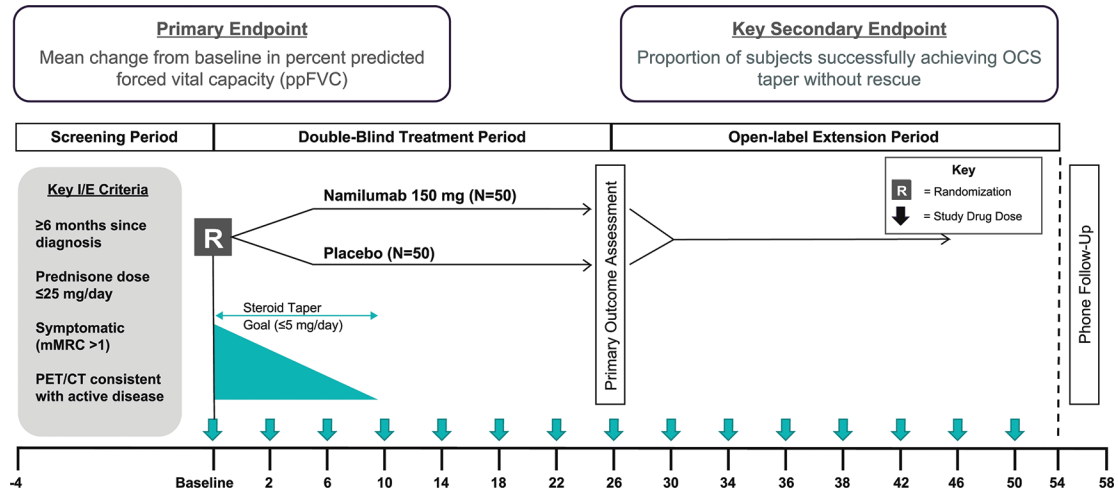 Primary Endpoint
Mean change from baseline in percent predicted
forced vital capacity (ppFVC)
Key Secondary Endpoint
Proportion of subjects successfully achieving OCS
taper without rescue
Screening Period
Double-Blind Treatment Period
Open-label Extension Period
Key I/E Criteria
≥6 months since
diagnosis
Prednisone dose
≤25 mg/day
Symptomatic
(mMRC >1)
PET/CT consistent
with active disease
R
Namilumab 150 mg (N=50)
Placebo (N=50)
Steroid Taper
Goal (≤5 mg/day)
Primary Outcome Assessment
Key
R = Randomization
= Study Drug Dose
Phone Follow-Up
-4 Baseline 2 6 10 14 18 22 26 30 34 38 42 46 50 54 58